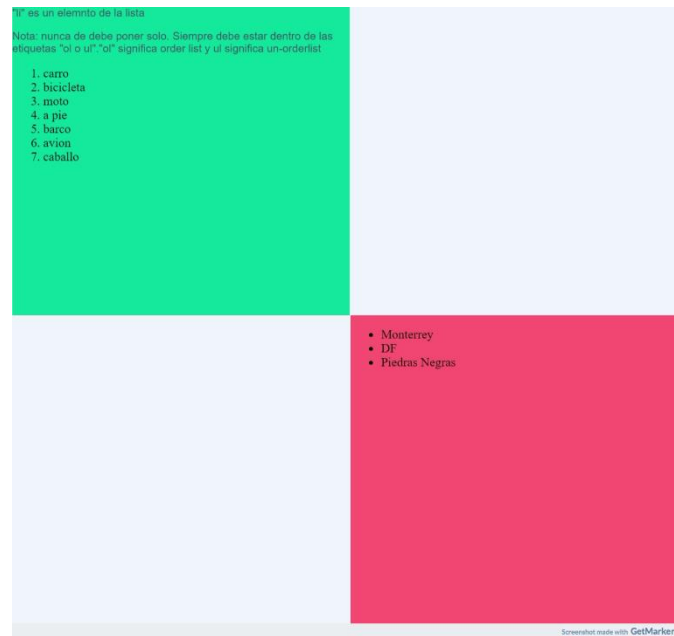 "li" es un elemnto de la lista
Nota: nunca de debe poner solo. Siempre debe estar dentro de las
etiquetas "ol o ul"."ol" significa order list y ul significa un-orderlist
1. carro
2. bicicleta
3. moto
4. a pie
5. barco
6. avion
7. caballo
• Monterrey
• DF
• Piedras Negras
Screenshot made with GetMarker